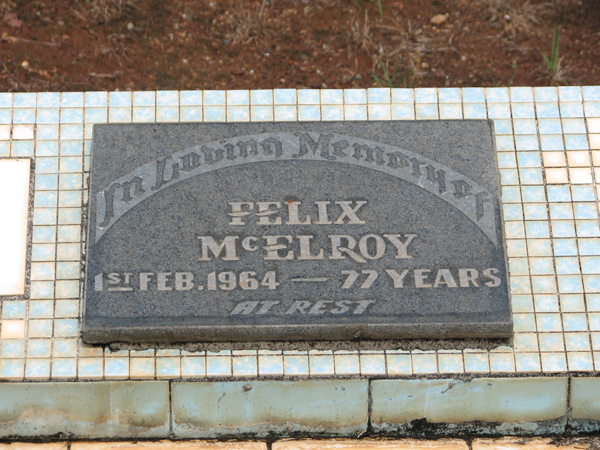 In Loving Memory of
FELIX
McELROY
1ST FEB. 1964 — 77 YEARS
AT REST